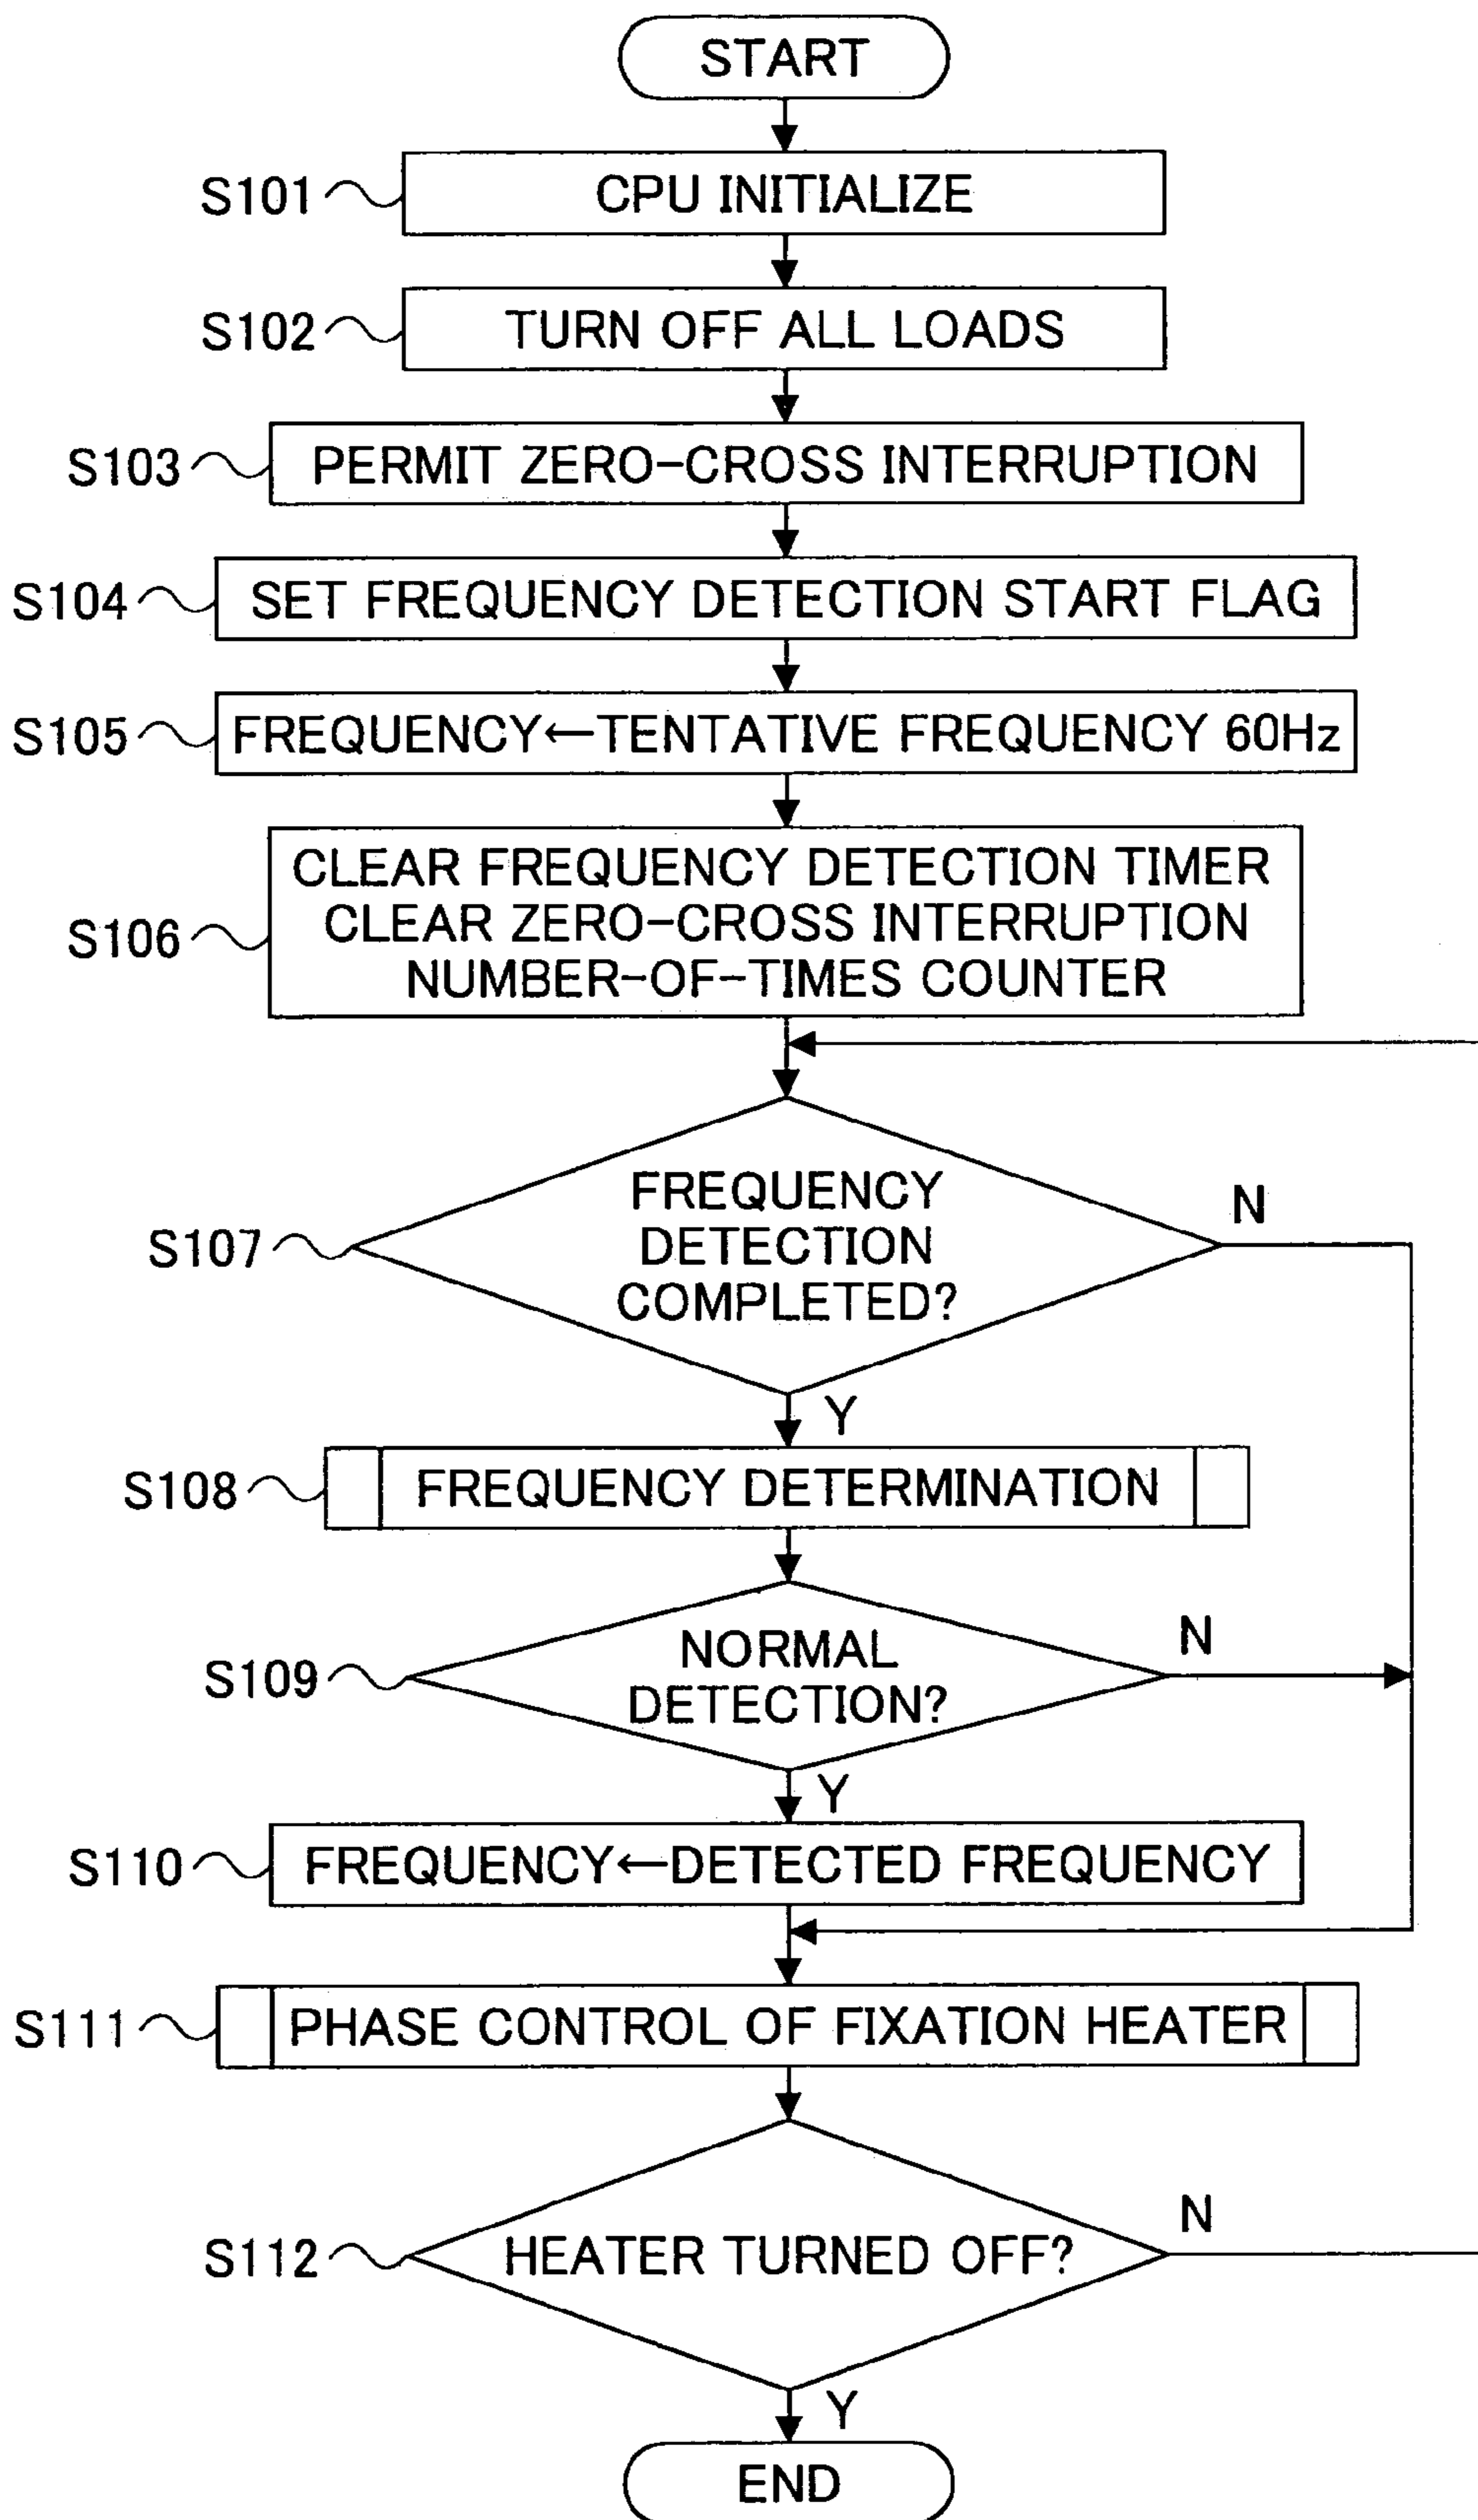 START
S101
CPU INITIALIZE
S102
TURN OFF ALL LOADS
S103
PERMIT ZERO-CROSS INTERRUPTION
S104
SET FREQUENCY DETECTION START FLAG
S105
FREQUENCY←TENTATIVE FREQUENCY 60Hz
S106
CLEAR FREQUENCY DETECTION TIMER
CLEAR ZERO-CROSS INTERRUPTION
NUMBER-OF-TIMES COUNTER
S107
FREQUENCY
DETECTION
COMPLETED?
N
Y
S108
FREQUENCY DETERMINATION
S109
NORMAL
DETECTION?
N
Y
S110
FREQUENCY←DETECTED FREQUENCY
S111
PHASE CONTROL OF FIXATION HEATER
S112
HEATER TURNED OFF?
N
Y
END